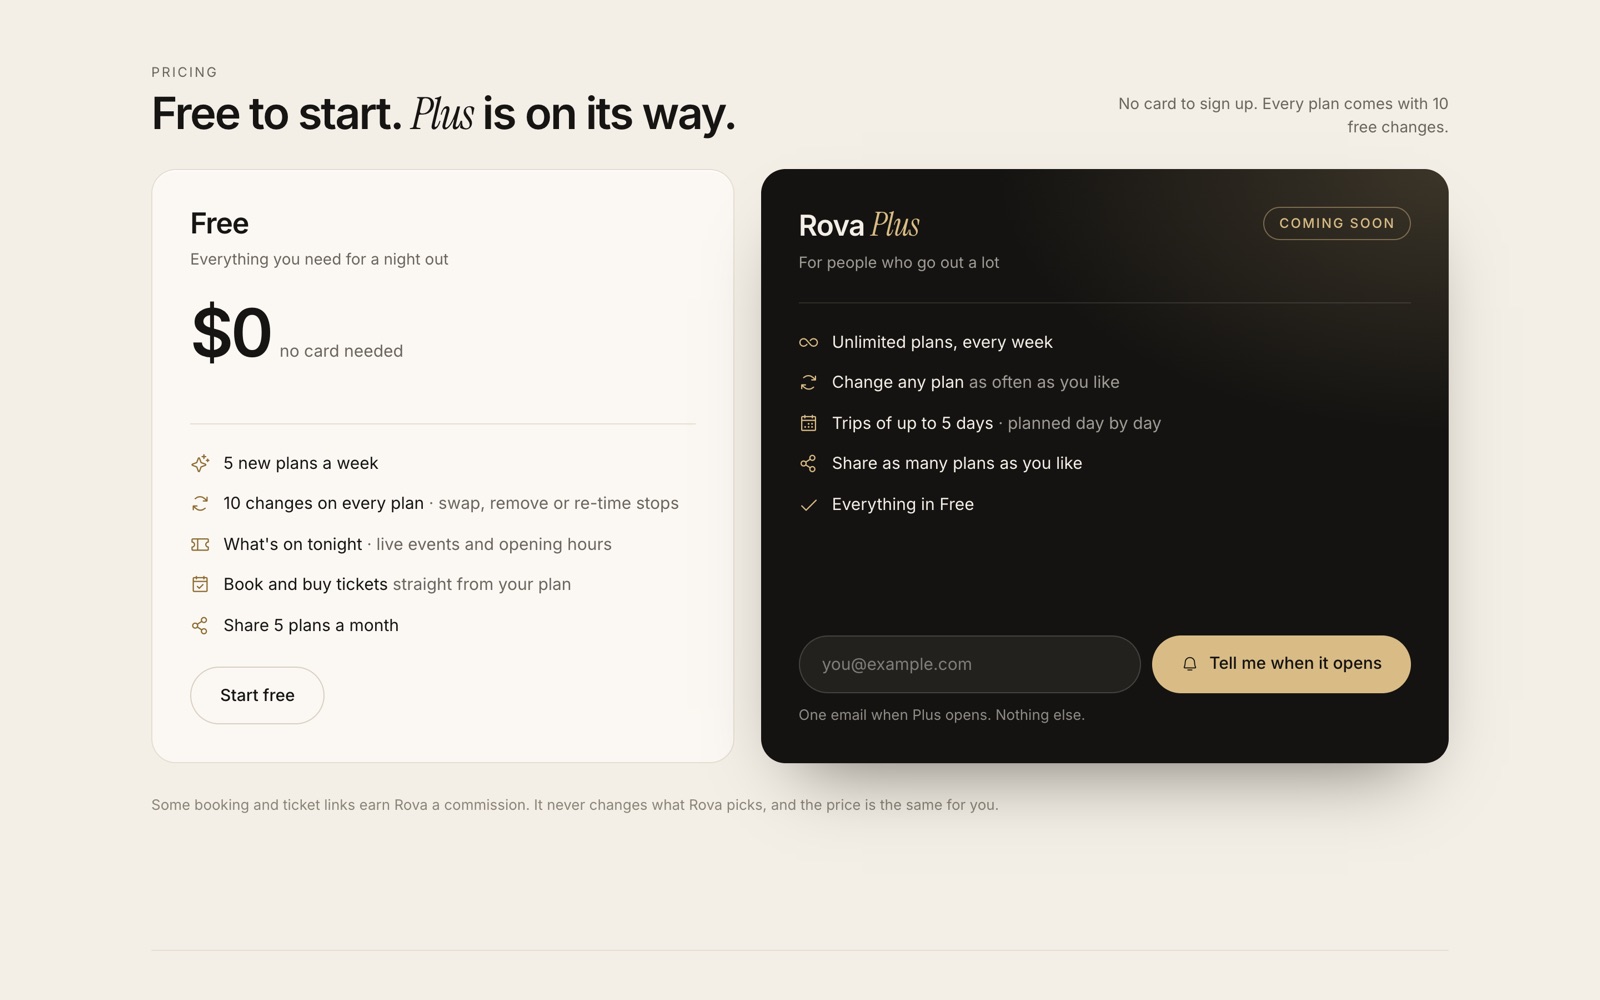 PRICING
Free to start. Plus is on its way.
No card to sign up. Every plan comes with 10
free changes.
Free
Everything you need for a night out
$0 no card needed
5 new plans a week
10 changes on every plan · swap, remove or re-time stops
What's on tonight · live events and opening hours
Book and buy tickets straight from your plan
Share 5 plans a month
Start free
Rova Plus
COMING SOON
For people who go out a lot
Unlimited plans, every week
Change any plan as often as you like
Trips of up to 5 days · planned day by day
Share as many plans as you like
Everything in Free
you@example.com
Tell me when it opens
One email when Plus opens. Nothing else.
Some booking and ticket links earn Rova a commission. It never changes what Rova picks, and the price is the same for you.